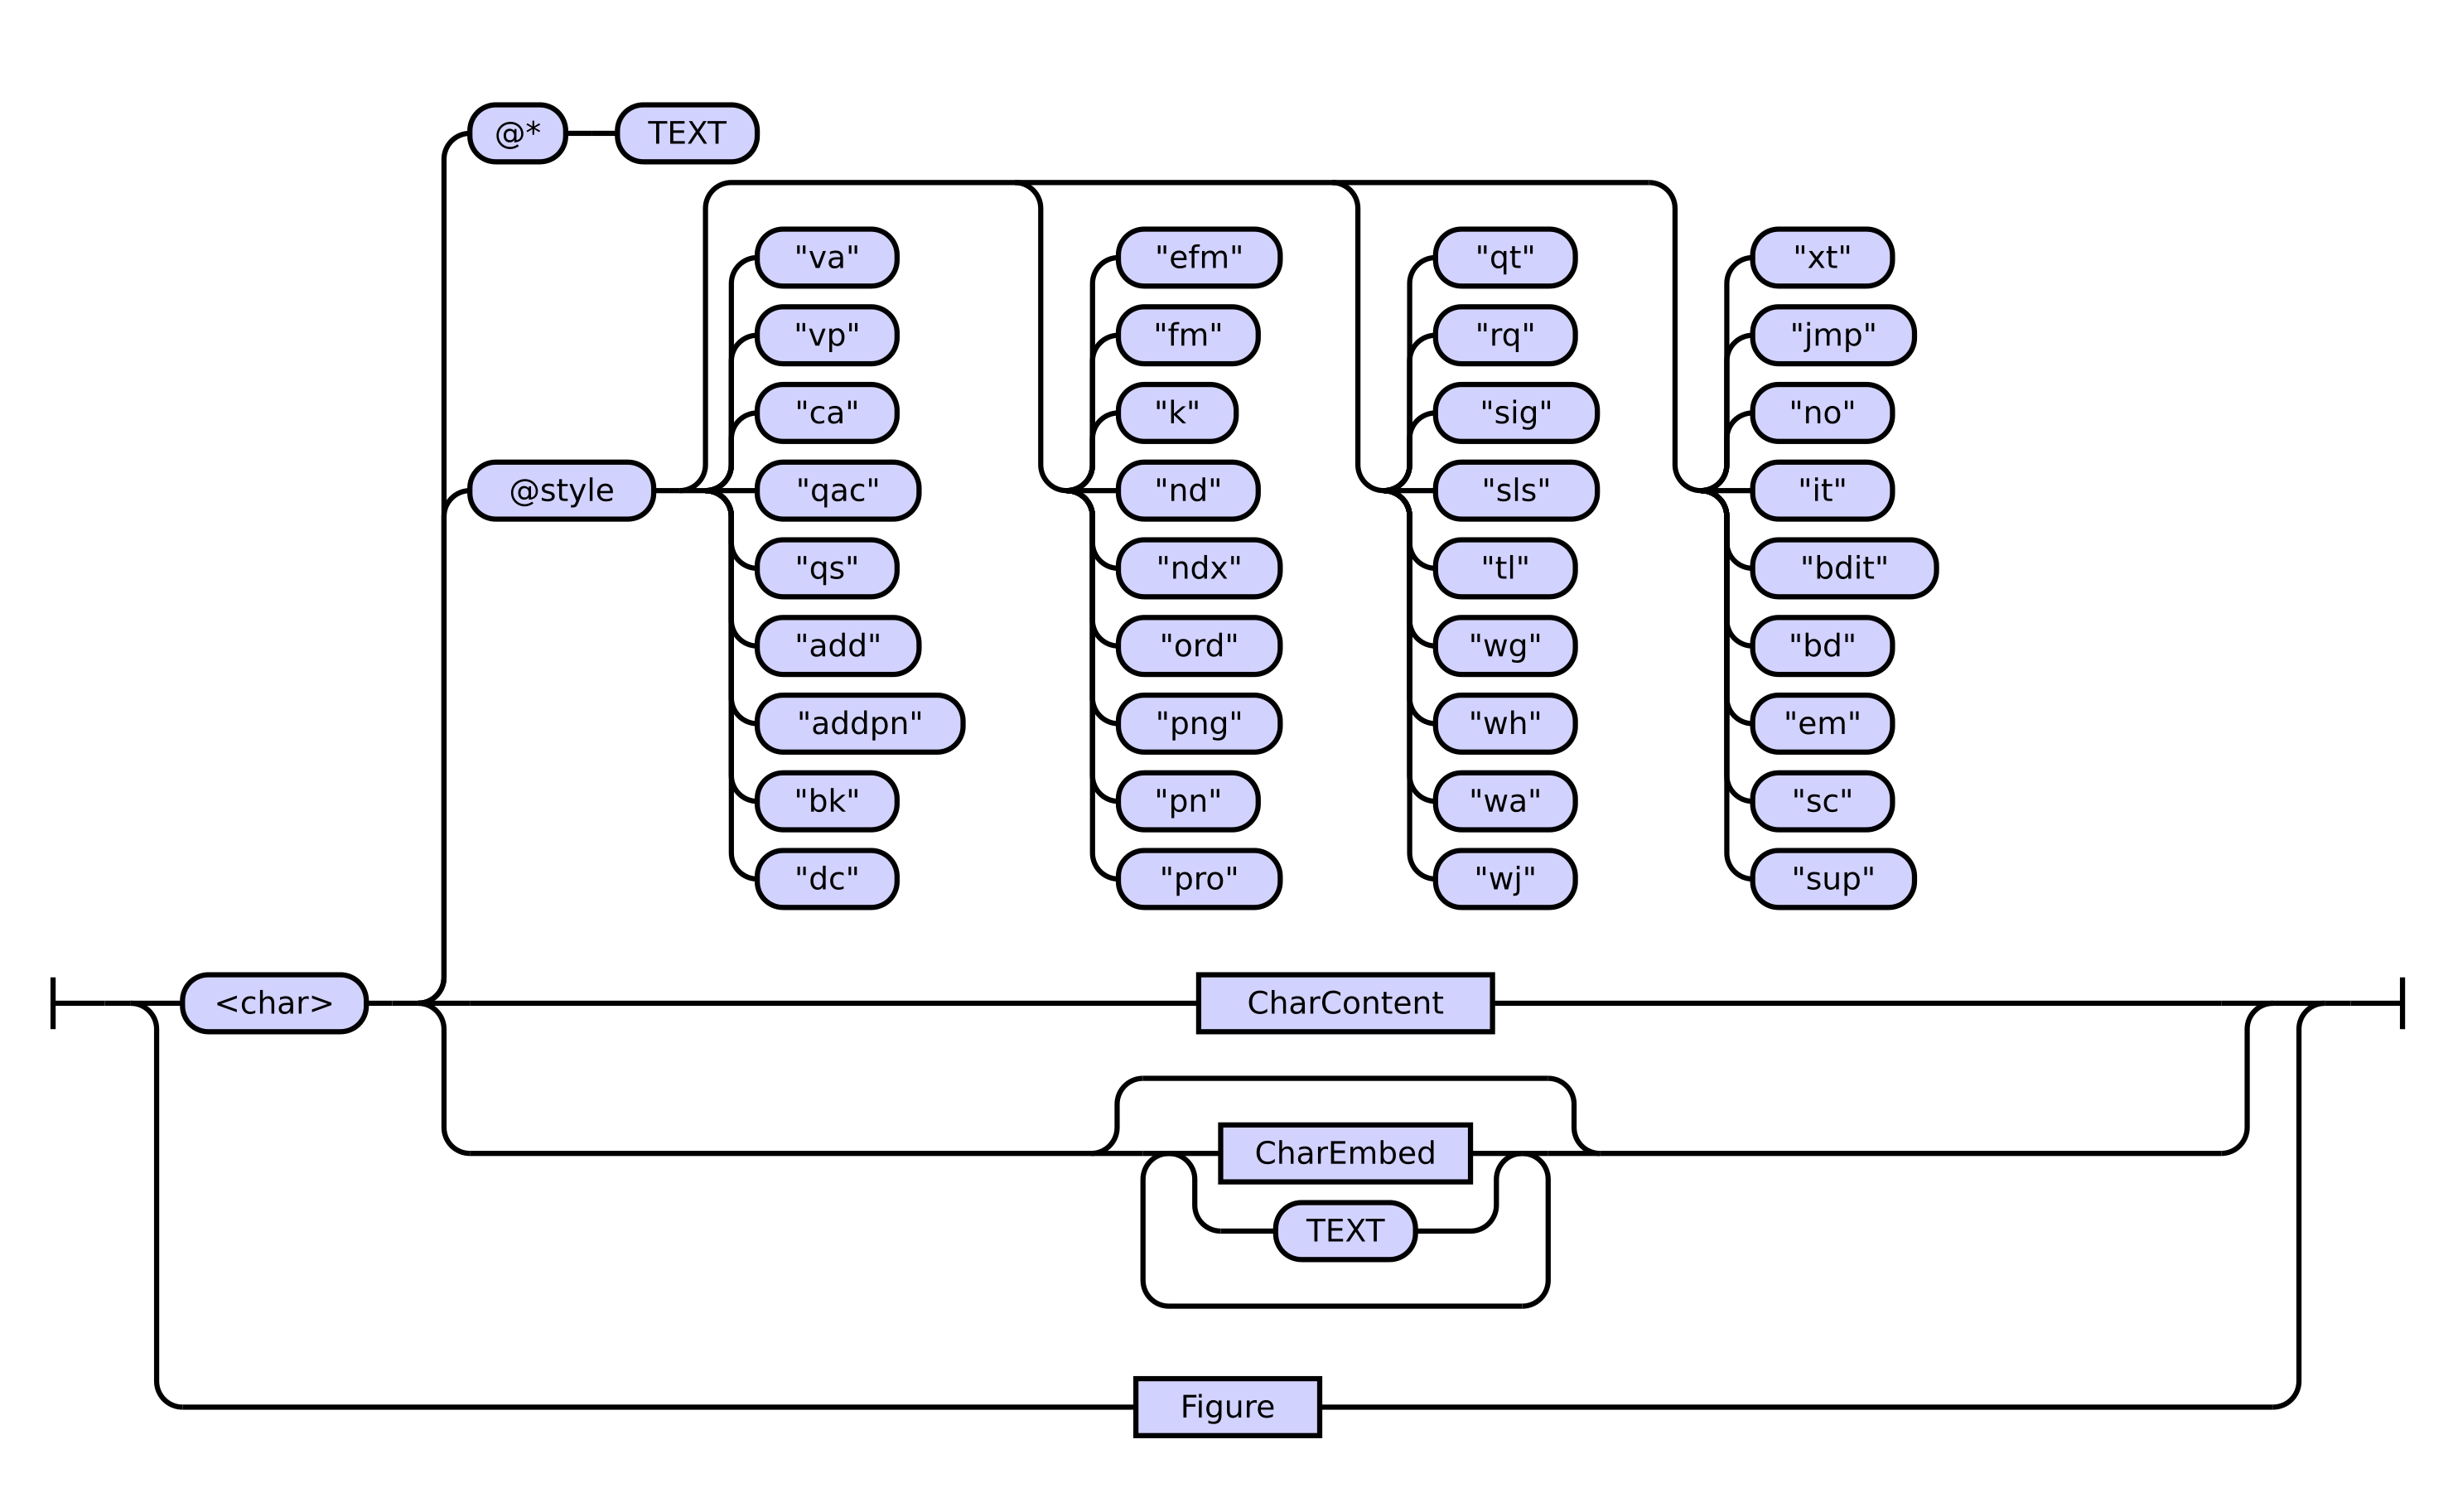 @* TEXT
"va" "efm" "qt" "xt"
"vp" "fm" "rq" "jmp"
"ca" "k" "sig" "no"
@style "qac" "nd" "sls" "it"
"qs" "ndx" "tl" "bdit"
"add" "ord" "wg" "bd"
"addpn" "png" "wh" "em"
"bk" "pn" "wa" "sc"
"dc" "pro" "wj" "sup"
<char> CharContent
CharEmbed
TEXT
Figure